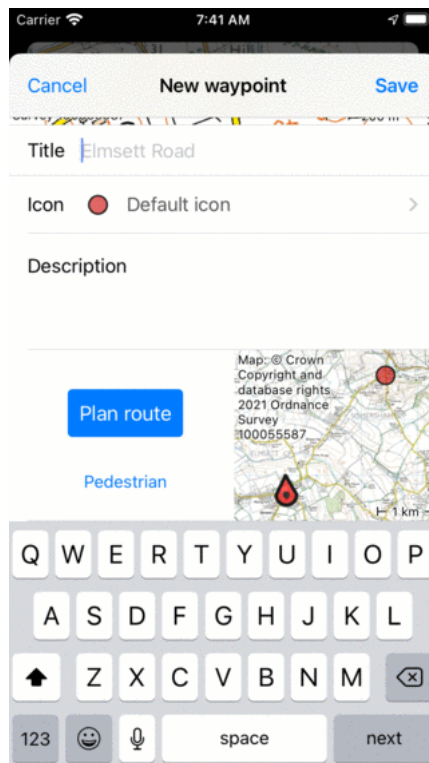 Carrier 7:41 AM
Cancel New waypoint Save
Title Elmsett Road
Icon Default icon
Description
Map: © Crown
Copyright and
database rights
2021 Ordnance
Survey
100055587
Plan route
Pedestrian
1 km
Q W E R T Y U I O P
A S D F G H J K L
Z X C V B N M
123 space next